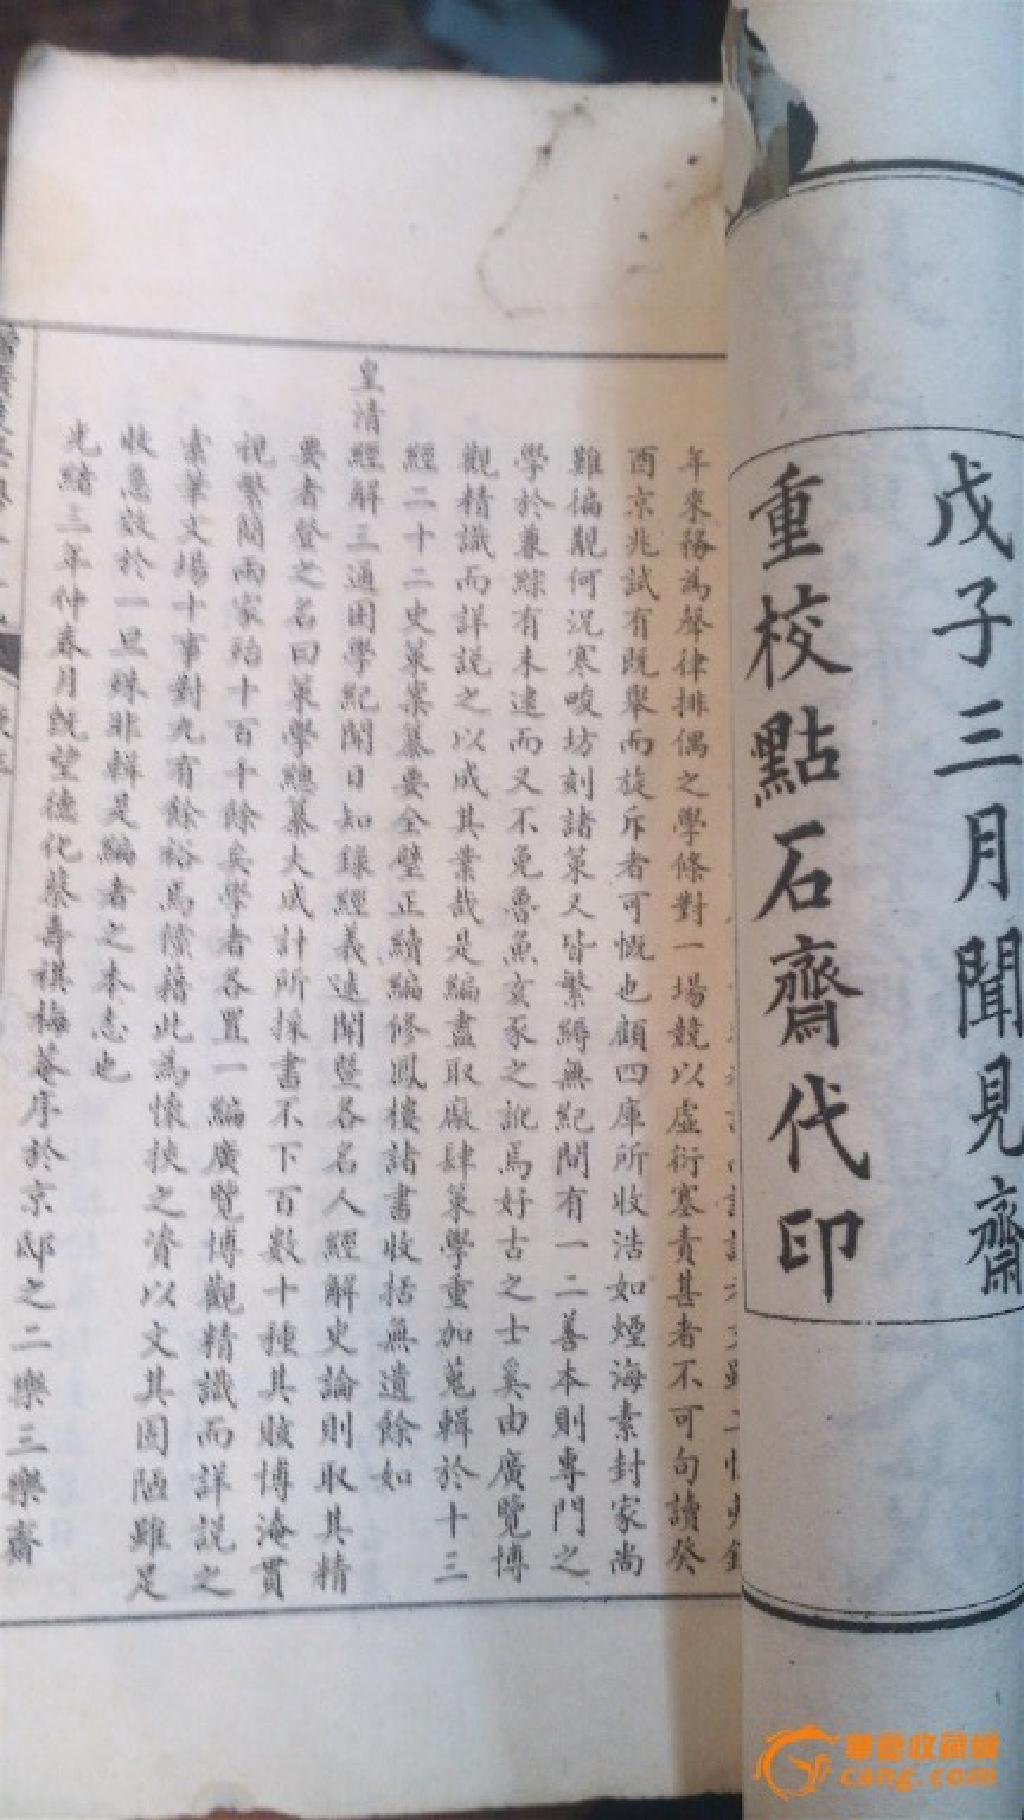 戊子三月聞見齋
重校點石齋代印
年來務為聲律排偶之學條對一場競以虛衍塞責甚者不可句讀癸
酉京兆試有既舉而旋斥者可慨也顧四庫所收浩如煙海素封家尚
難徧觀何況寒畯坊刻諸策又皆繁縟無紀間有一二善本則專門之
學於兼綜有未逮而又不免魯魚亥豕之訛焉好古之士奚由廣覽博
觀精識而詳說之以成其業哉是編盡取廠肆策學重加蒐輯於十三
經二十二史策案纂要全璧正續編修鳳樓諸書收括無遺餘如
皇清經解三通困學紀聞日知錄經義述聞暨各名人經解史論則取其精
要者登之名曰策學總纂大成計所採書不下百數十種其賅博淹貫
視繁簡兩家殆十百千餘矣學者各置一編廣覽博觀精識而詳說之
索華文場十事對九有餘裕焉儻藉此為懷挾之資以文其固陋雖足
收急效於一旦殊非輯是編者之本志也
光緒三年仲春月既望德化蔡壽祺梅菴序於京邸之二樂三樂齋
華夏收藏網
cang.com